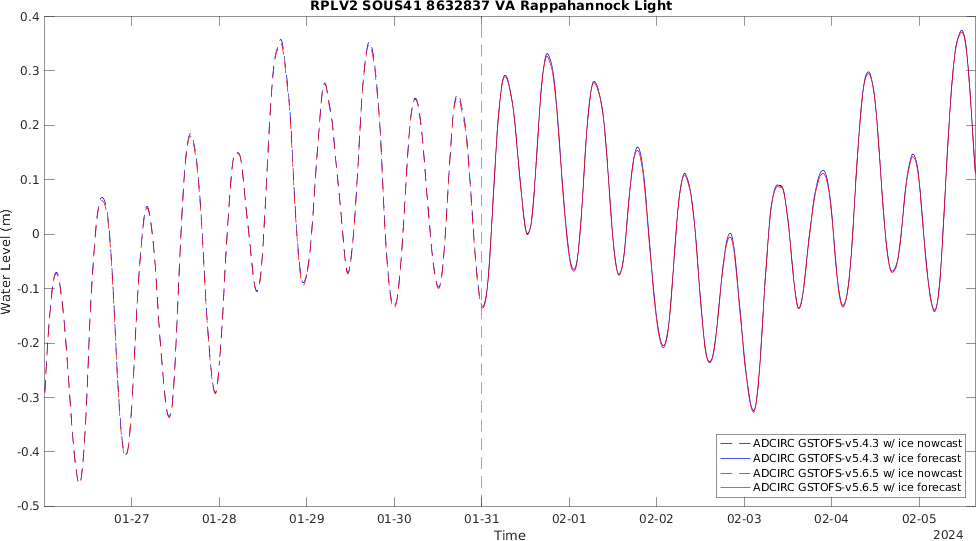 RPLV2 SOUS41 8632837 VA Rappahannock Light
0.4
0.3
0.2
0.1
0
-0.1
-0.2
-0.3
-0.4
-0.5
Water Level (m)
ADCIRC GSTOFS-v5.4.3 w/ ice nowcast
ADCIRC GSTOFS-v5.4.3 w/ ice forecast
ADCIRC GSTOFS-v5.6.5 w/ ice nowcast
ADCIRC GSTOFS-v5.6.5 w/ ice forecast
01-27 01-28 01-29 01-30 01-31 02-01 02-02 02-03 02-04 02-05
Time
2024